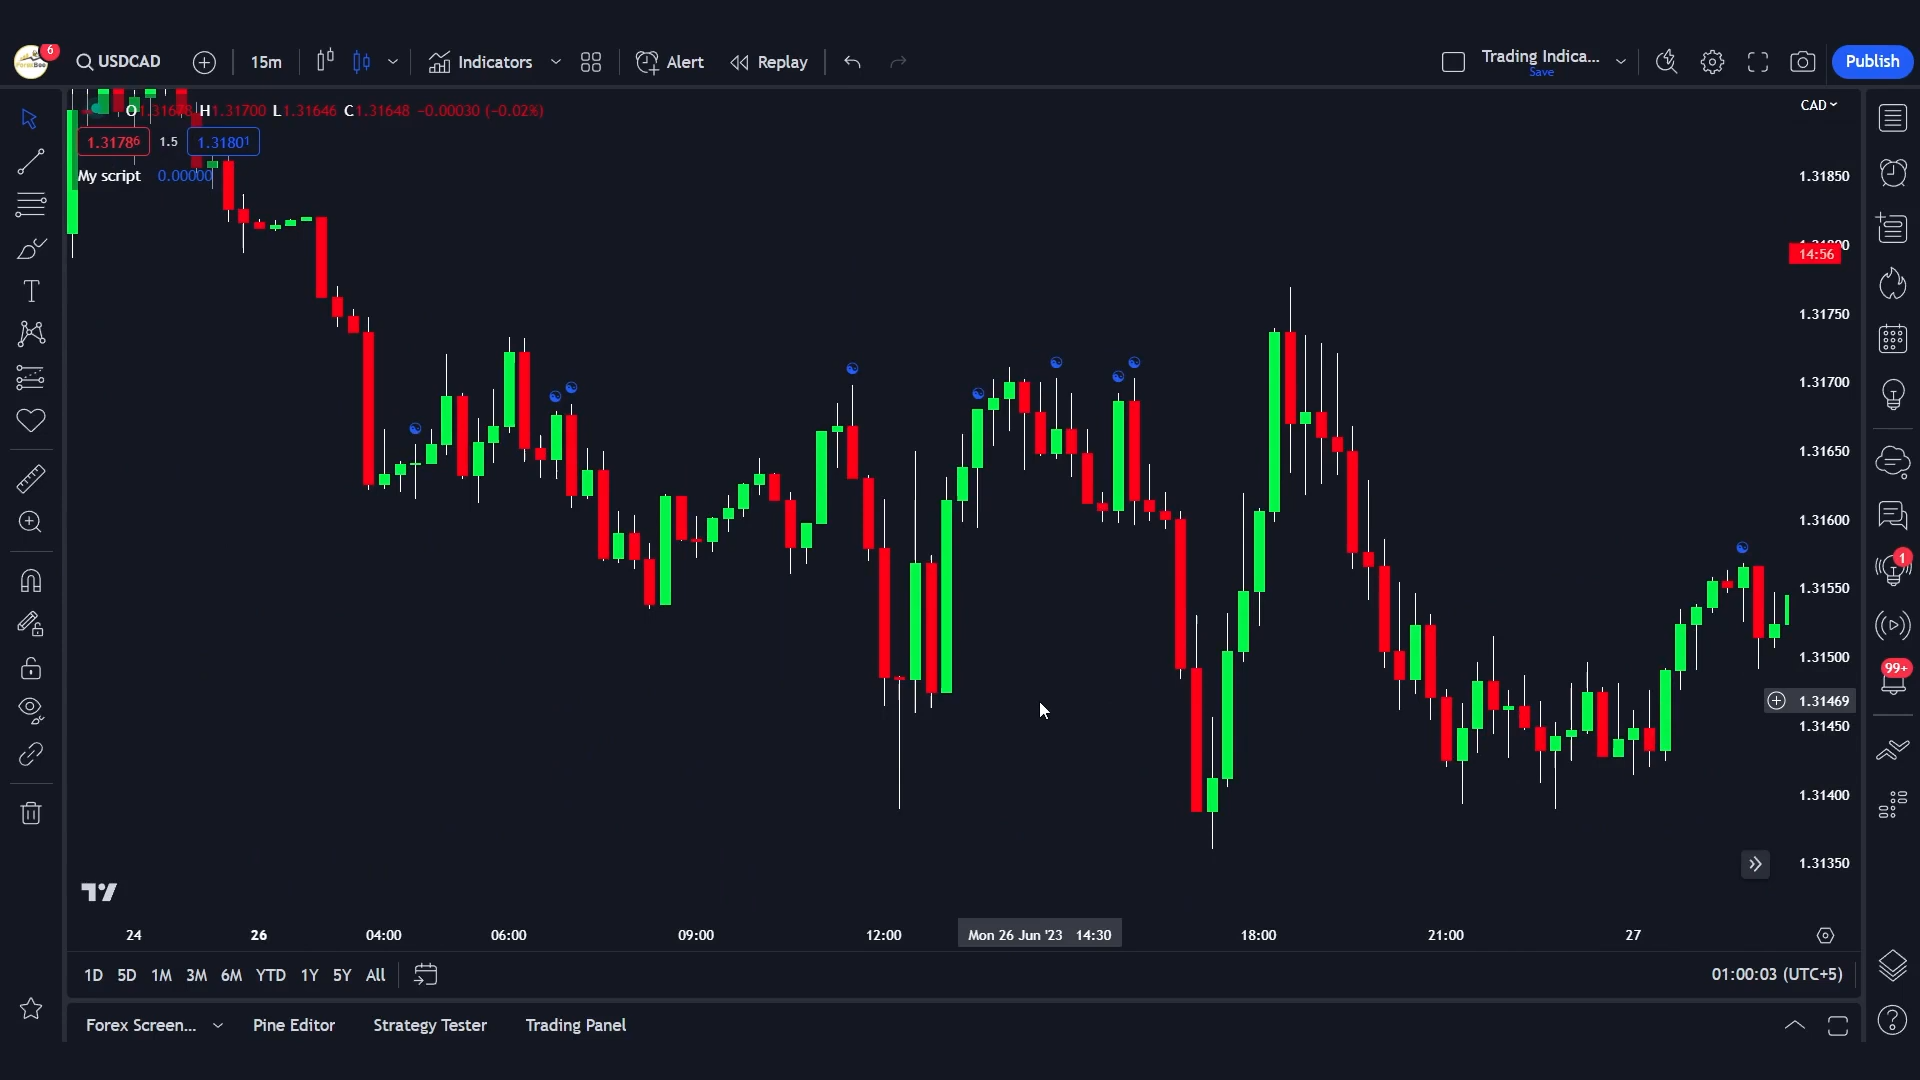 6
USDCAD 15m Indicators Alert Replay Trading Indica... Save Publish
O1.31678 H1.31700 L1.31646 C1.31648 −0.00030 (−0.02%)
CAD
1.31786 1.5 1.31801
My script 0.00000
1.31850
14:56
1.31750
1.31700
1.31650
1.31600
1
1.31550
1.31500
99+
1.31469
1.31450
1.31400
1.31350
24 26 04:00 06:00 09:00 12:00 Mon 26 Jun '23 14:30 18:00 21:00 27
1D 5D 1M 3M 6M YTD 1Y 5Y All 01:00:03 (UTC+5)
Forex Screen... Pine Editor Strategy Tester Trading Panel